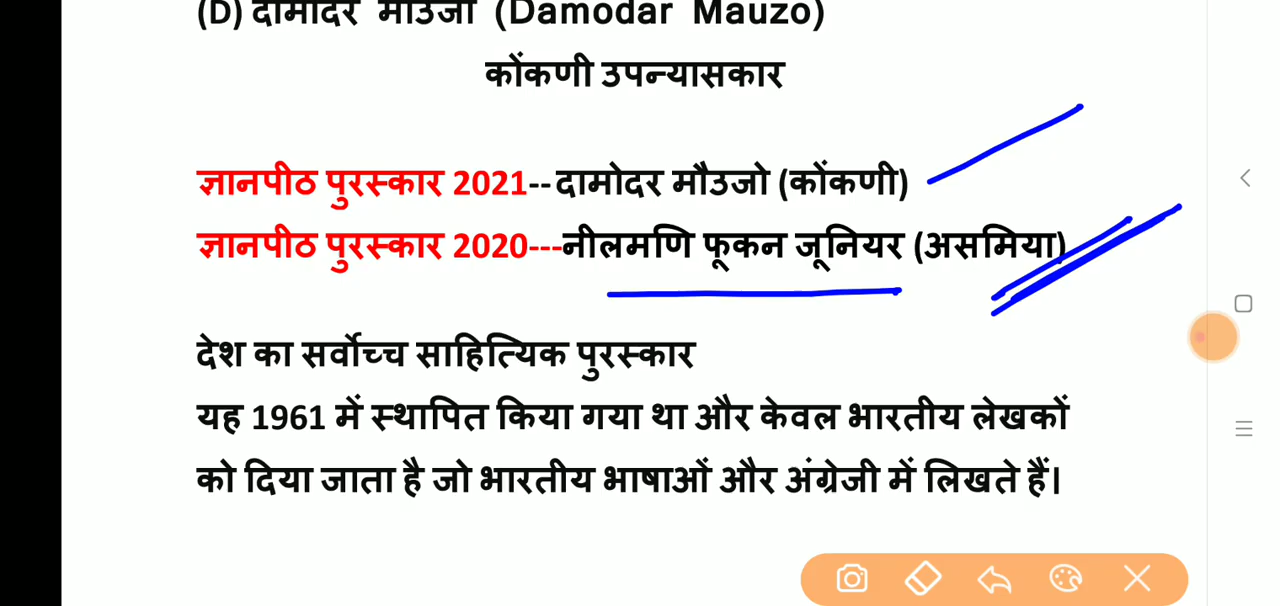 (D) दामोदर मौउजो (Damodar Mauzo)
कोंकणी उपन्यासकार
ज्ञानपीठ पुरस्कार 2021--दामोदर मौउजो (कोंकणी)
ज्ञानपीठ पुरस्कार 2020---नीलमणि फूकन जूनियर (असमिया)
देश का सर्वोच्च साहित्यिक पुरस्कार
यह 1961 में स्थापित किया गया था और केवल भारतीय लेखकों
को दिया जाता है जो भारतीय भाषाओं और अंग्रेजी में लिखते हैं।